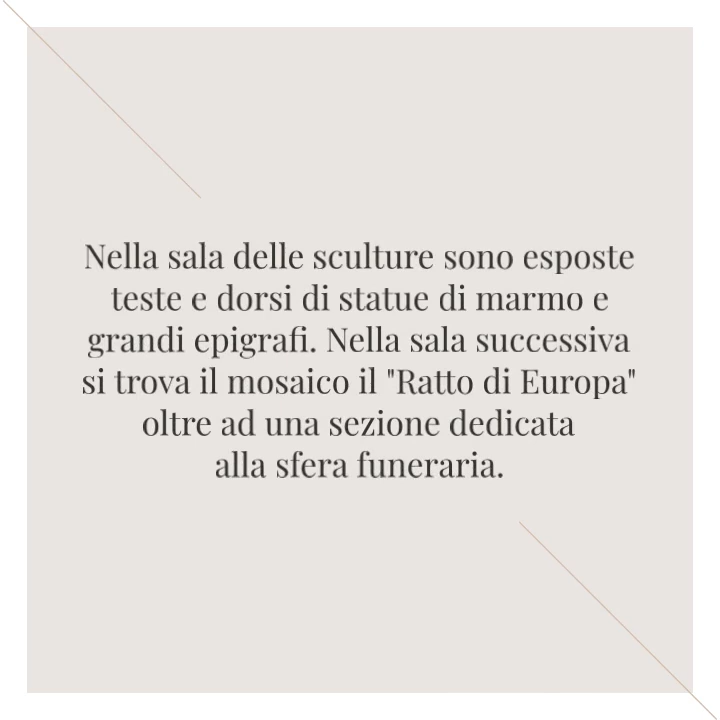 Nella sala delle sculture sono esposte
teste e dorsi di statue di marmo e
grandi epigrafi. Nella sala successiva
si trova il mosaico il "Ratto di Europa"
oltre ad una sezione dedicata
alla sfera funeraria.